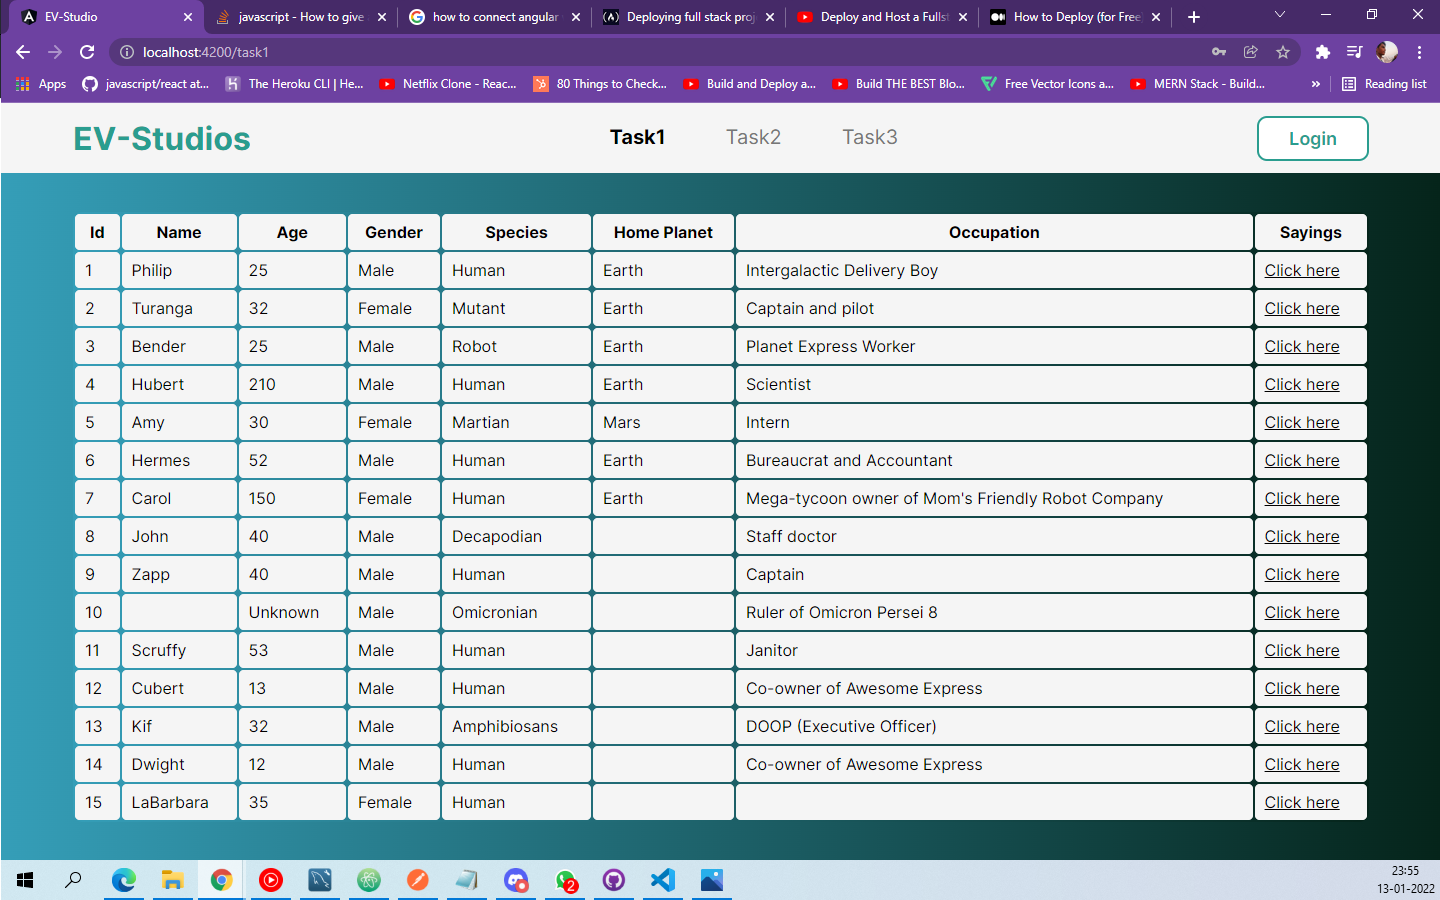 EV-Studio
javascript - How to give
how to connect angular
Deploying full stack proj
Deploy and Host a Fulls
How to Deploy (for Free)
localhost:4200/task1
Apps
javascript/react at...
The Heroku CLI | He...
Netflix Clone - Reac...
80 Things to Check...
Build and Deploy a...
Build THE BEST Blo...
Free Vector Icons a...
MERN Stack - Build...
»
Reading list
EV-Studios
Task1
Task2
Task3
Login
Id Name Age Gender Species Home Planet Occupation Sayings
1 Philip 25 Male Human Earth Intergalactic Delivery Boy Click here
2 Turanga 32 Female Mutant Earth Captain and pilot Click here
3 Bender 25 Male Robot Earth Planet Express Worker Click here
4 Hubert 210 Male Human Earth Scientist Click here
5 Amy 30 Female Martian Mars Intern Click here
6 Hermes 52 Male Human Earth Bureaucrat and Accountant Click here
7 Carol 150 Female Human Earth Mega-tycoon owner of Mom's Friendly Robot Company Click here
8 John 40 Male Decapodian Staff doctor Click here
9 Zapp 40 Male Human Captain Click here
10 Unknown Male Omicronian Ruler of Omicron Persei 8 Click here
11 Scruffy 53 Male Human Janitor Click here
12 Cubert 13 Male Human Co-owner of Awesome Express Click here
13 Kif 32 Male Amphibiosans DOOP (Executive Officer) Click here
14 Dwight 12 Male Human Co-owner of Awesome Express Click here
15 LaBarbara 35 Female Human Click here
2
23:55
13-01-2022